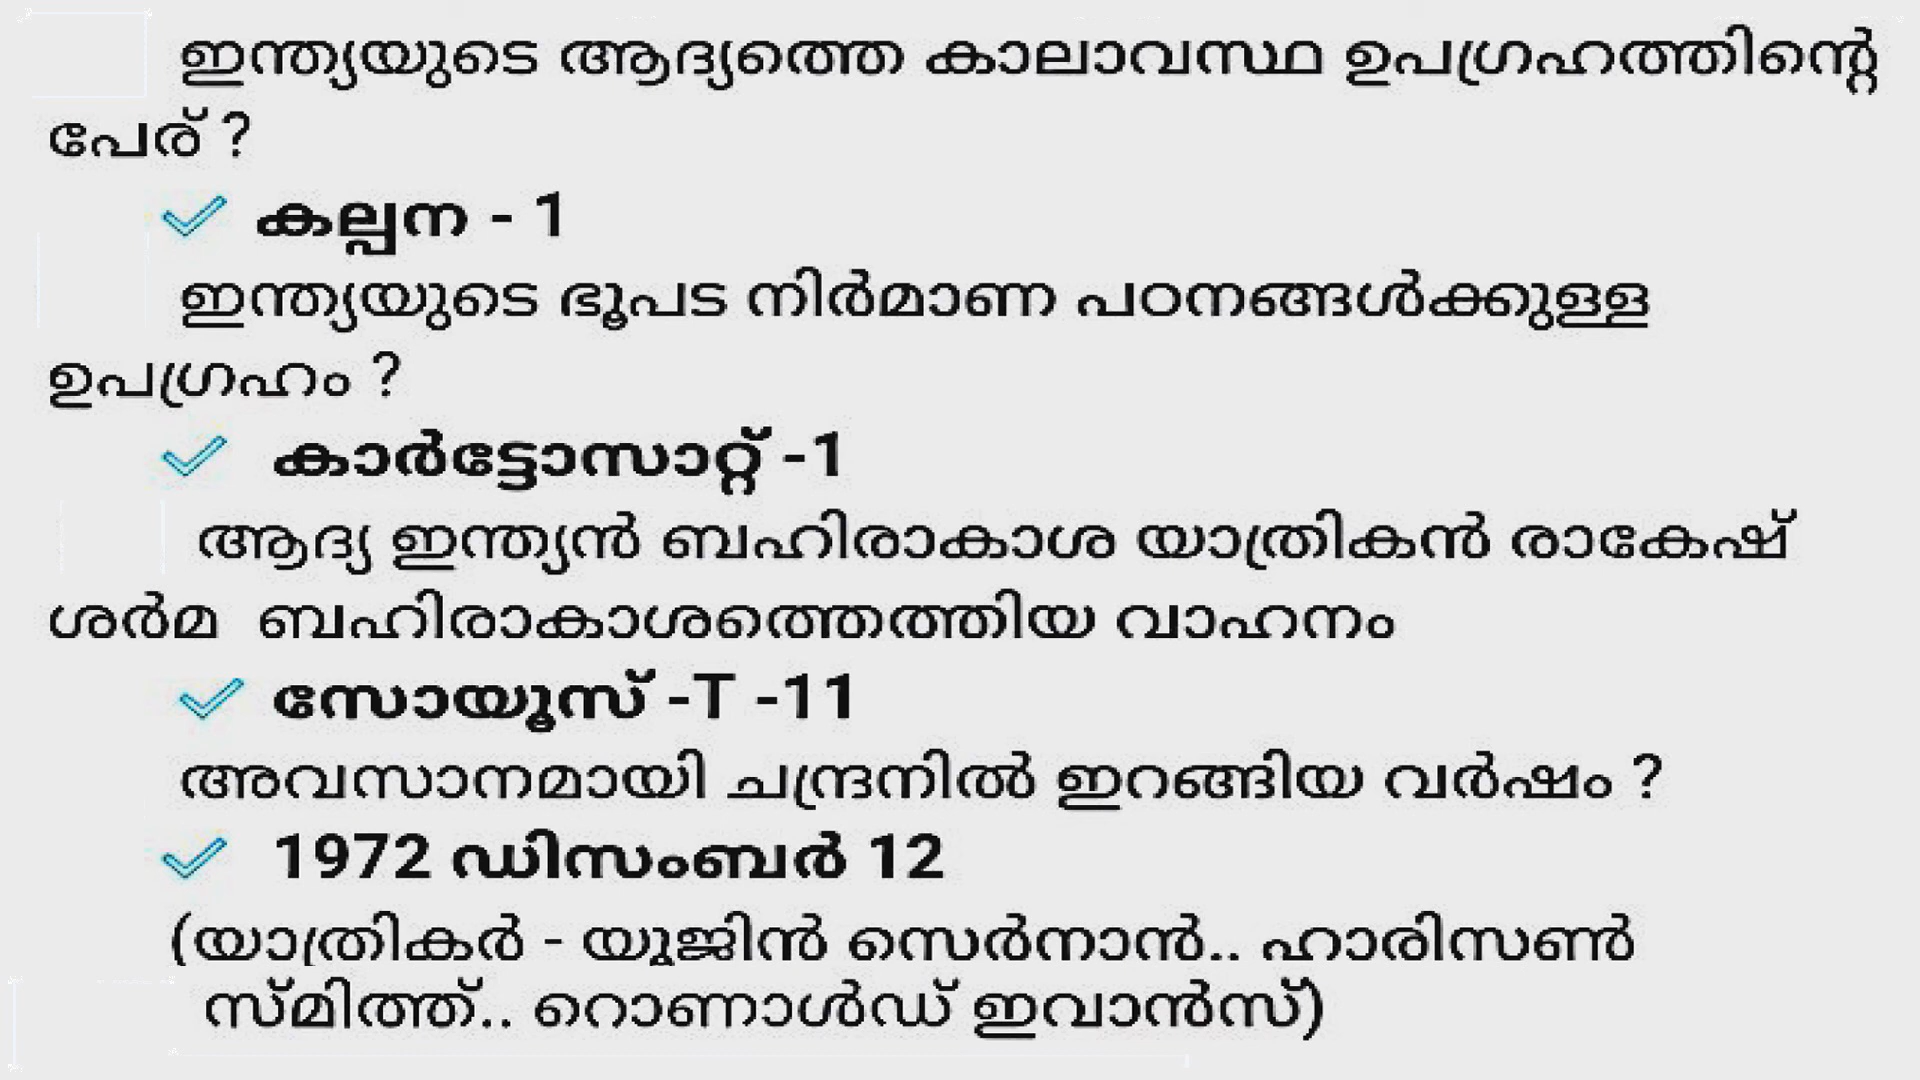 ഇന്ത്യയുടെ ആദ്യത്തെ കാലാവസ്ഥ ഉപഗ്രഹത്തിന്റെ
പേര് ?
കല്പന - 1
ഇന്ത്യയുടെ ഭൂപട നിർമാണ പഠനങ്ങൾക്കുള്ള
ഉപഗ്രഹം ?
കാർട്ടോസാറ്റ് -1
ആദ്യ ഇന്ത്യൻ ബഹിരാകാശ യാത്രികൻ രാകേഷ്
ശർമ ബഹിരാകാശത്തെത്തിയ വാഹനം
സോയൂസ് -T -11
അവസാനമായി ചന്ദ്രനിൽ ഇറങ്ങിയ വർഷം ?
1972 ഡിസംബർ 12
(യാത്രികർ - യുജിൻ സെർനാൻ.. ഹാരിസൺ
സ്മിത്ത്.. റൊണാൾഡ് ഇവാൻസ്)